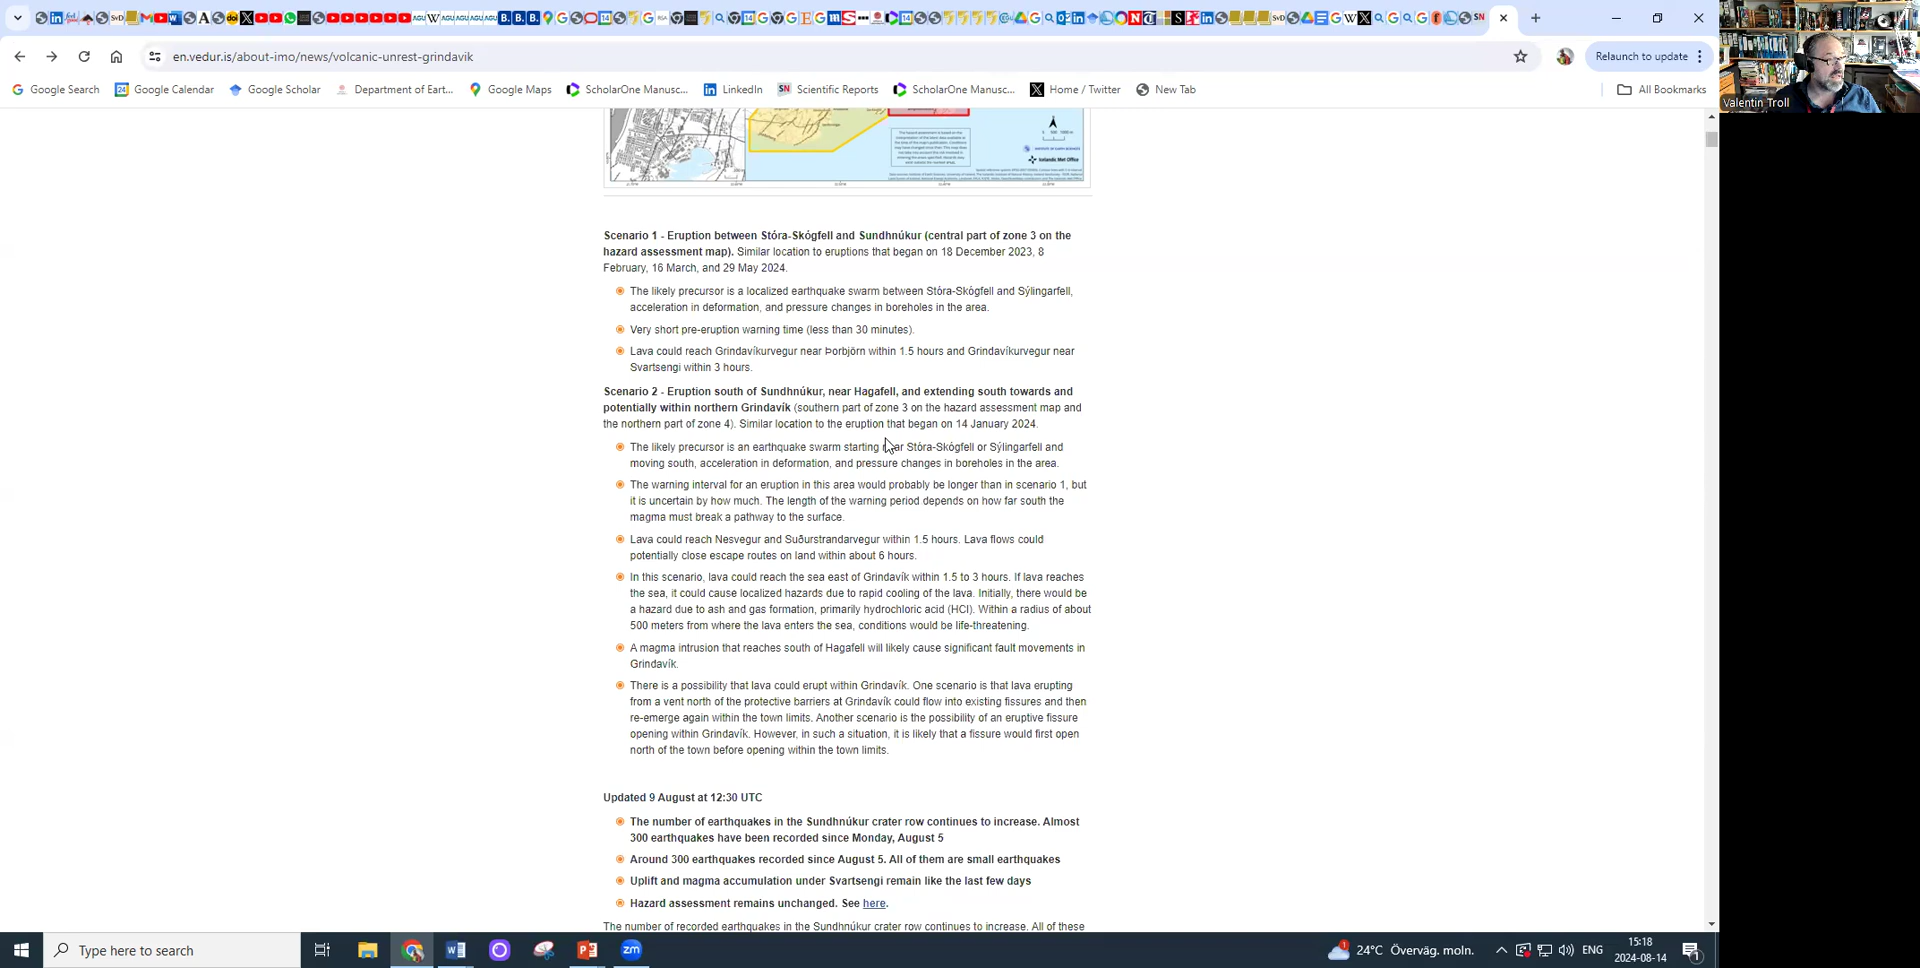 en.vedur.is/about-imo/news/volcanic-unrest-grindavik
Relaunch to update
Google Search
Google Calendar
Google Scholar
Department of Eart...
Google Maps
ScholarOne Manusc...
LinkedIn
Scientific Reports
ScholarOne Manusc...
Home / Twitter
New Tab
All Bookmarks
Valentin Troll
Icelandic Met Office
Scenario 1 - Eruption between Stóra-Skógfell and Sundhnúkur (central part of zone 3 on the
hazard assessment map). Similar location to eruptions that began on 18 December 2023, 8
February, 16 March, and 29 May 2024.
The likely precursor is a localized earthquake swarm between Stóra-Skógfell and Sýlingarfell,
acceleration in deformation, and pressure changes in boreholes in the area.
Very short pre-eruption warning time (less than 30 minutes).
Lava could reach Grindavíkurvegur near Þorbjörn within 1.5 hours and Grindavíkurvegur near
Svartsengi within 3 hours.
Scenario 2 - Eruption south of Sundhnúkur, near Hagafell, and extending south towards and
potentially within northern Grindavík (southern part of zone 3 on the hazard assessment map and
the northern part of zone 4). Similar location to the eruption that began on 14 January 2024.
The likely precursor is an earthquake swarm starting near Stóra-Skógfell or Sýlingarfell and
moving south, acceleration in deformation, and pressure changes in boreholes in the area.
The warning interval for an eruption in this area would probably be longer than in scenario 1, but
it is uncertain by how much. The length of the warning period depends on how far south the
magma must break a pathway to the surface.
Lava could reach Nesvegur and Suðurstrandarvegur within 1.5 hours. Lava flows could
potentially close escape routes on land within about 6 hours.
In this scenario, lava could reach the sea east of Grindavík within 1.5 to 3 hours. If lava reaches
the sea, it could cause localized hazards due to rapid cooling of the lava. Initially, there would be
a hazard due to ash and gas formation, primarily hydrochloric acid (HCl). Within a radius of about
500 meters from where the lava enters the sea, conditions would be life-threatening.
A magma intrusion that reaches south of Hagafell will likely cause significant fault movements in
Grindavík.
There is a possibility that lava could erupt within Grindavík. One scenario is that lava erupting
from a vent north of the protective barriers at Grindavík could flow into existing fissures and then
re-emerge again within the town limits. Another scenario is the possibility of an eruptive fissure
opening within Grindavík. However, in such a situation, it is likely that a fissure would first open
north of the town before opening within the town limits.
Updated 9 August at 12:30 UTC
The number of earthquakes in the Sundhnúkur crater row continues to increase. Almost
300 earthquakes have been recorded since Monday, August 5
Around 300 earthquakes recorded since August 5. All of them are small earthquakes
Uplift and magma accumulation under Svartsengi remain like the last few days
Hazard assessment remains unchanged. See here.
The number of recorded earthquakes in the Sundhnúkur crater row continues to increase. All of these
Type here to search
24°C Överväg. moln.
ENG
15:18
2024-08-14